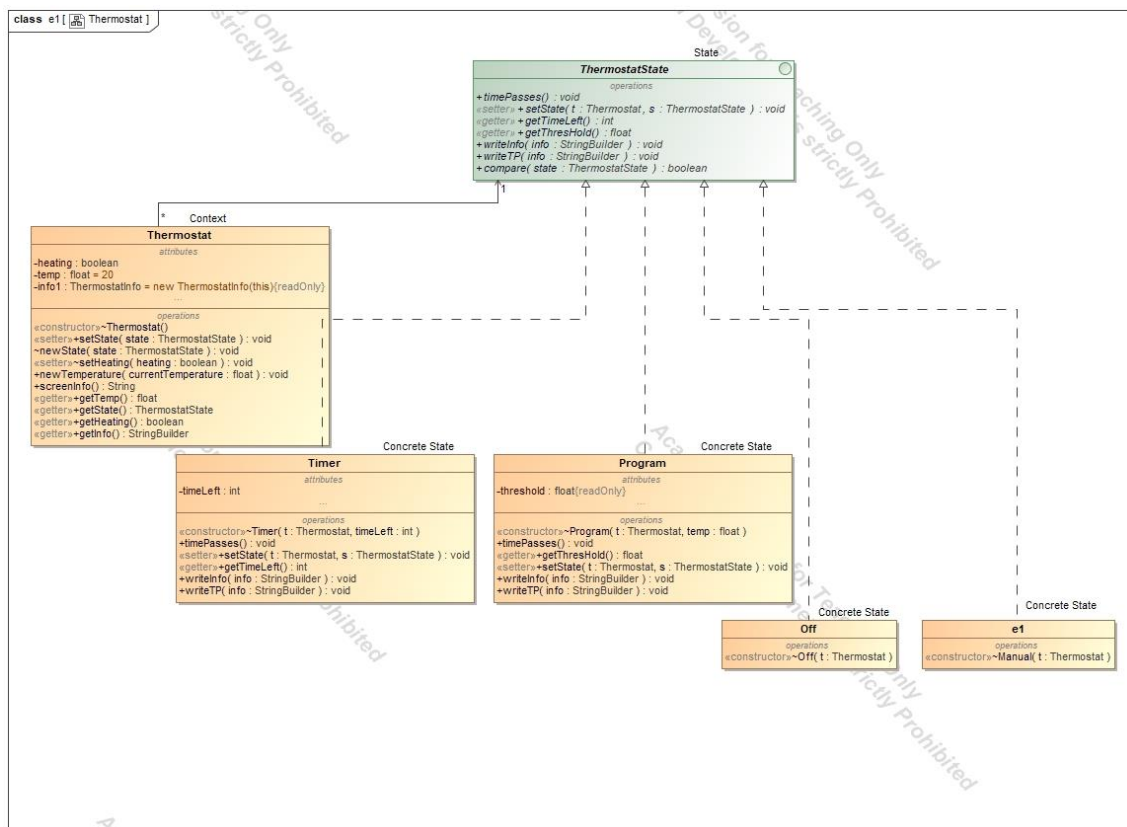 class e1 [ Thermostat ]
State
ThermostatState
operations
+timePasses() : void
«setter» +setState( t : Thermostat, s : ThermostatState ) : void
«getter» +getTimeLeft() : int
«getter» +getThresHold() : float
+writeInfo( info : StringBuilder ) : void
+writeTP( info : StringBuilder ) : void
+compare( state : ThermostatState ) : boolean
1
*
Context
Thermostat
attributes
-heating : boolean
-temp : float = 20
-info1 : ThermostatInfo = new ThermostatInfo(this){readOnly}
...
operations
«constructor»~Thermostat()
«setter»+setState( state : ThermostatState ) : void
~newState( state : ThermostatState ) : void
«setter»~setHeating( heating : boolean ) : void
+newTemperature( currentTemperature : float ) : void
+screenInfo() : String
«getter»+getTemp() : float
«getter»+getState() : ThermostatState
«getter»+getHeating() : boolean
«getter»+getInfo() : StringBuilder
Concrete State
Timer
attributes
-timeLeft : int
...
operations
«constructor»~Timer( t : Thermostat, timeLeft : int )
+timePasses() : void
«setter»+setState( t : Thermostat, s : ThermostatState ) : void
«getter»+getTimeLeft() : int
+writeInfo( info : StringBuilder ) : void
+writeTP( info : StringBuilder ) : void
Concrete State
Program
attributes
-threshold : float{readOnly}
...
operations
«constructor»~Program( t : Thermostat, temp : float )
+timePasses() : void
«getter»+getThresHold() : float
«setter»+setState( t : Thermostat, s : ThermostatState ) : void
+writeInfo( info : StringBuilder ) : void
+writeTP( info : StringBuilder ) : void
Concrete State
Off
operations
«constructor»~Off( t : Thermostat )
Concrete State
e1
operations
«constructor»~Manual( t : Thermostat )